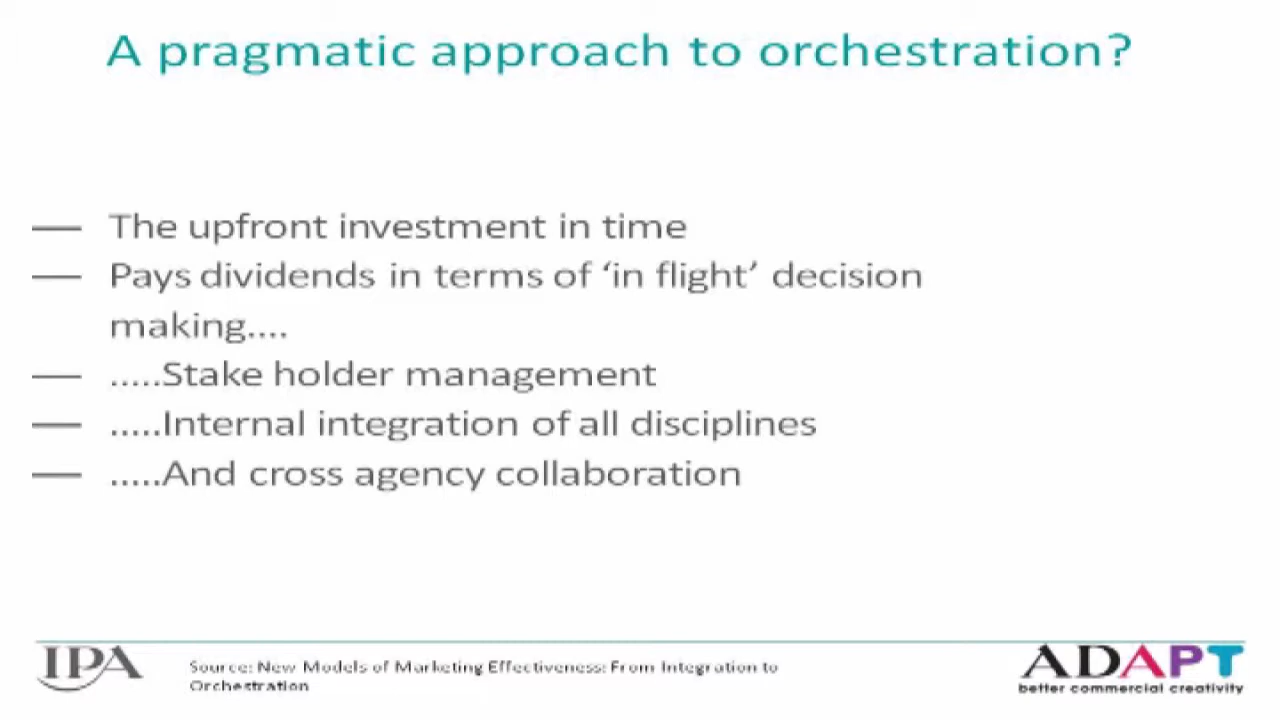 A pragmatic approach to orchestration?
— The upfront investment in time
— Pays dividends in terms of ‘in flight’ decision
making....
— .....Stake holder management
— .....Internal integration of all disciplines
— .....And cross agency collaboration
IPA
Source: New Models of Marketing Effectiveness: From Integration to
Orchestration
ADAPT
better commercial creativity